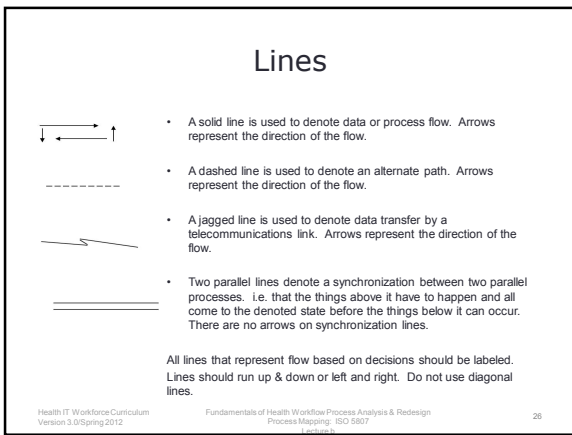 Lines
• A solid line is used to denote data or process flow. Arrows
represent the direction of the flow.
• A dashed line is used to denote an alternate path. Arrows
represent the direction of the flow.
• A jagged line is used to denote data transfer by a
telecommunications link. Arrows represent the direction of the
flow.
• Two parallel lines denote a synchronization between two parallel
processes. i.e. that the things above it have to happen and all
come to the denoted state before the things below it can occur.
There are no arrows on synchronization lines.
All lines that represent flow based on decisions should be labeled.
Lines should run up & down or left and right. Do not use diagonal
lines.
Health IT Workforce Curriculum
Version 3.0/Spring 2012
Fundamentals of Health Workflow Process Analysis & Redesign
Process Mapping: ISO 5807
Lecture b
26